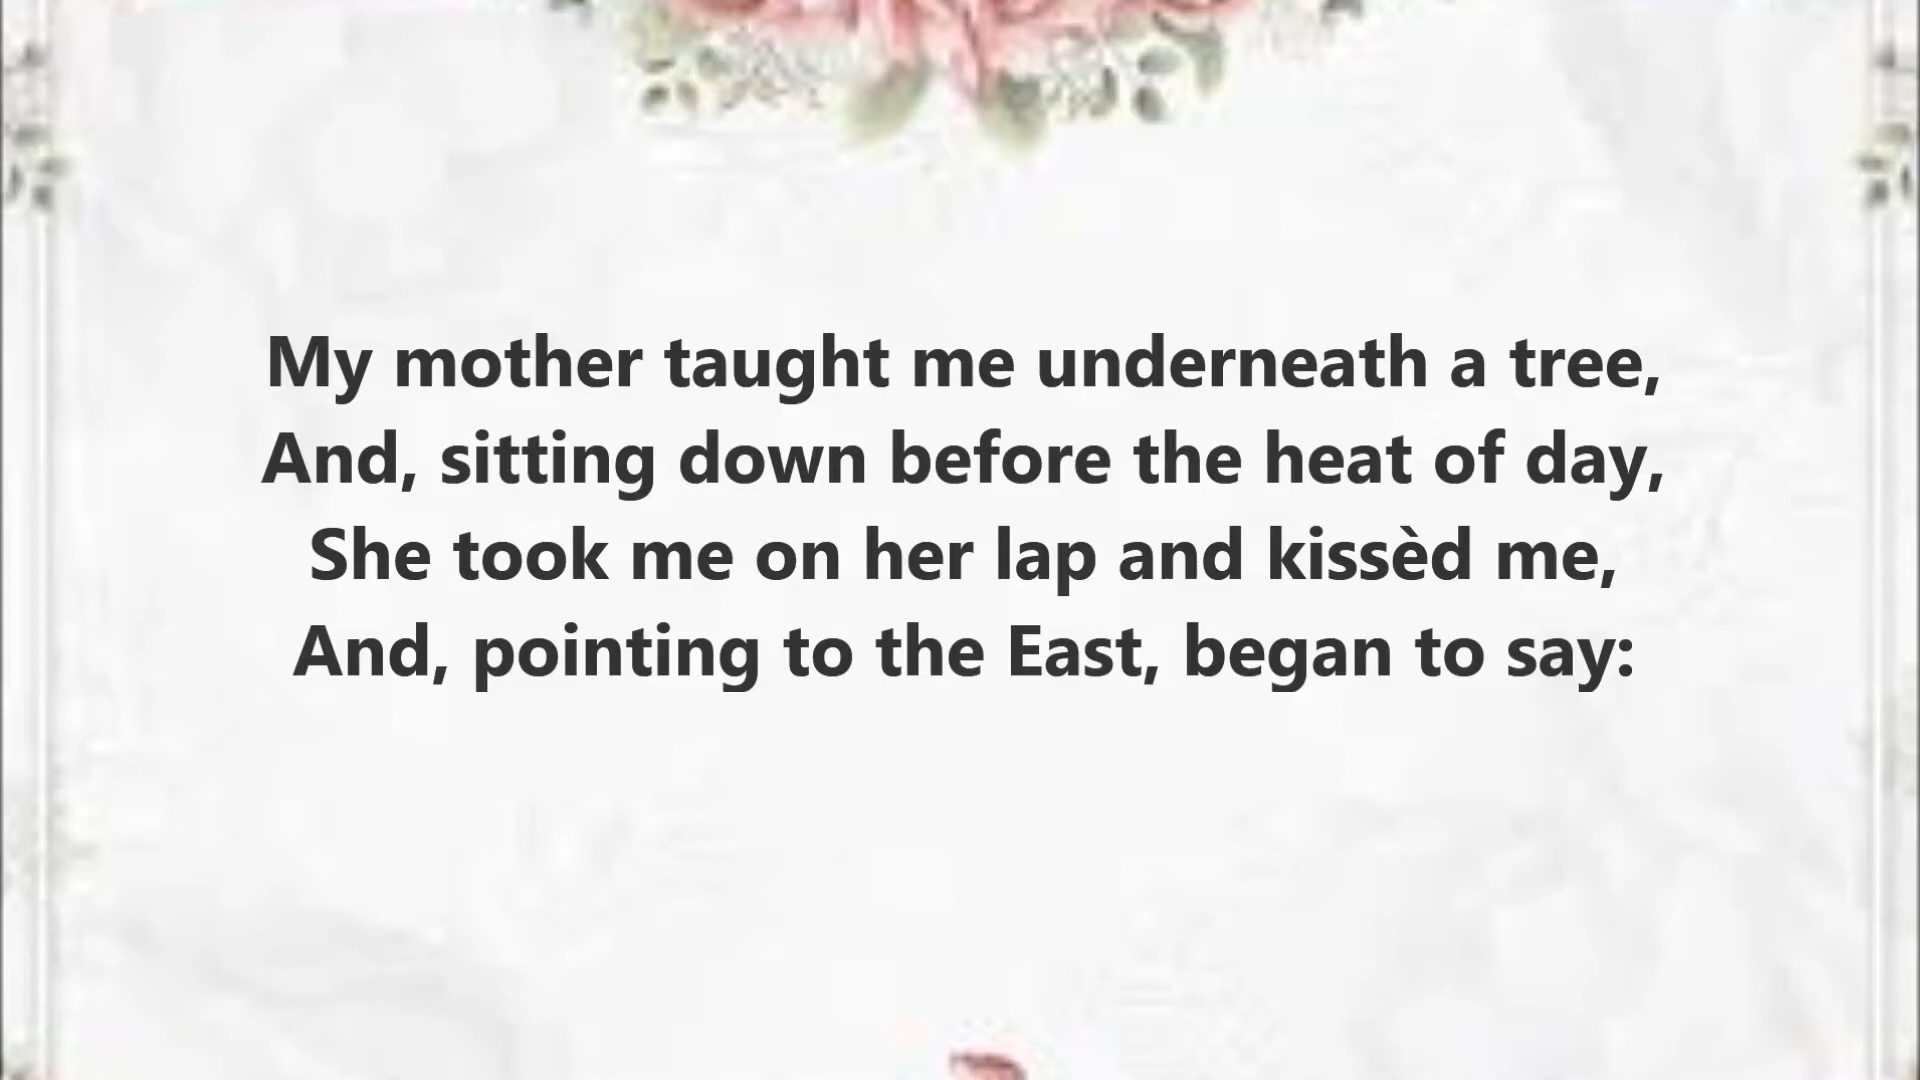 My mother taught me underneath a tree,
And, sitting down before the heat of day,
She took me on her lap and kissèd me,
And, pointing to the East, began to say: